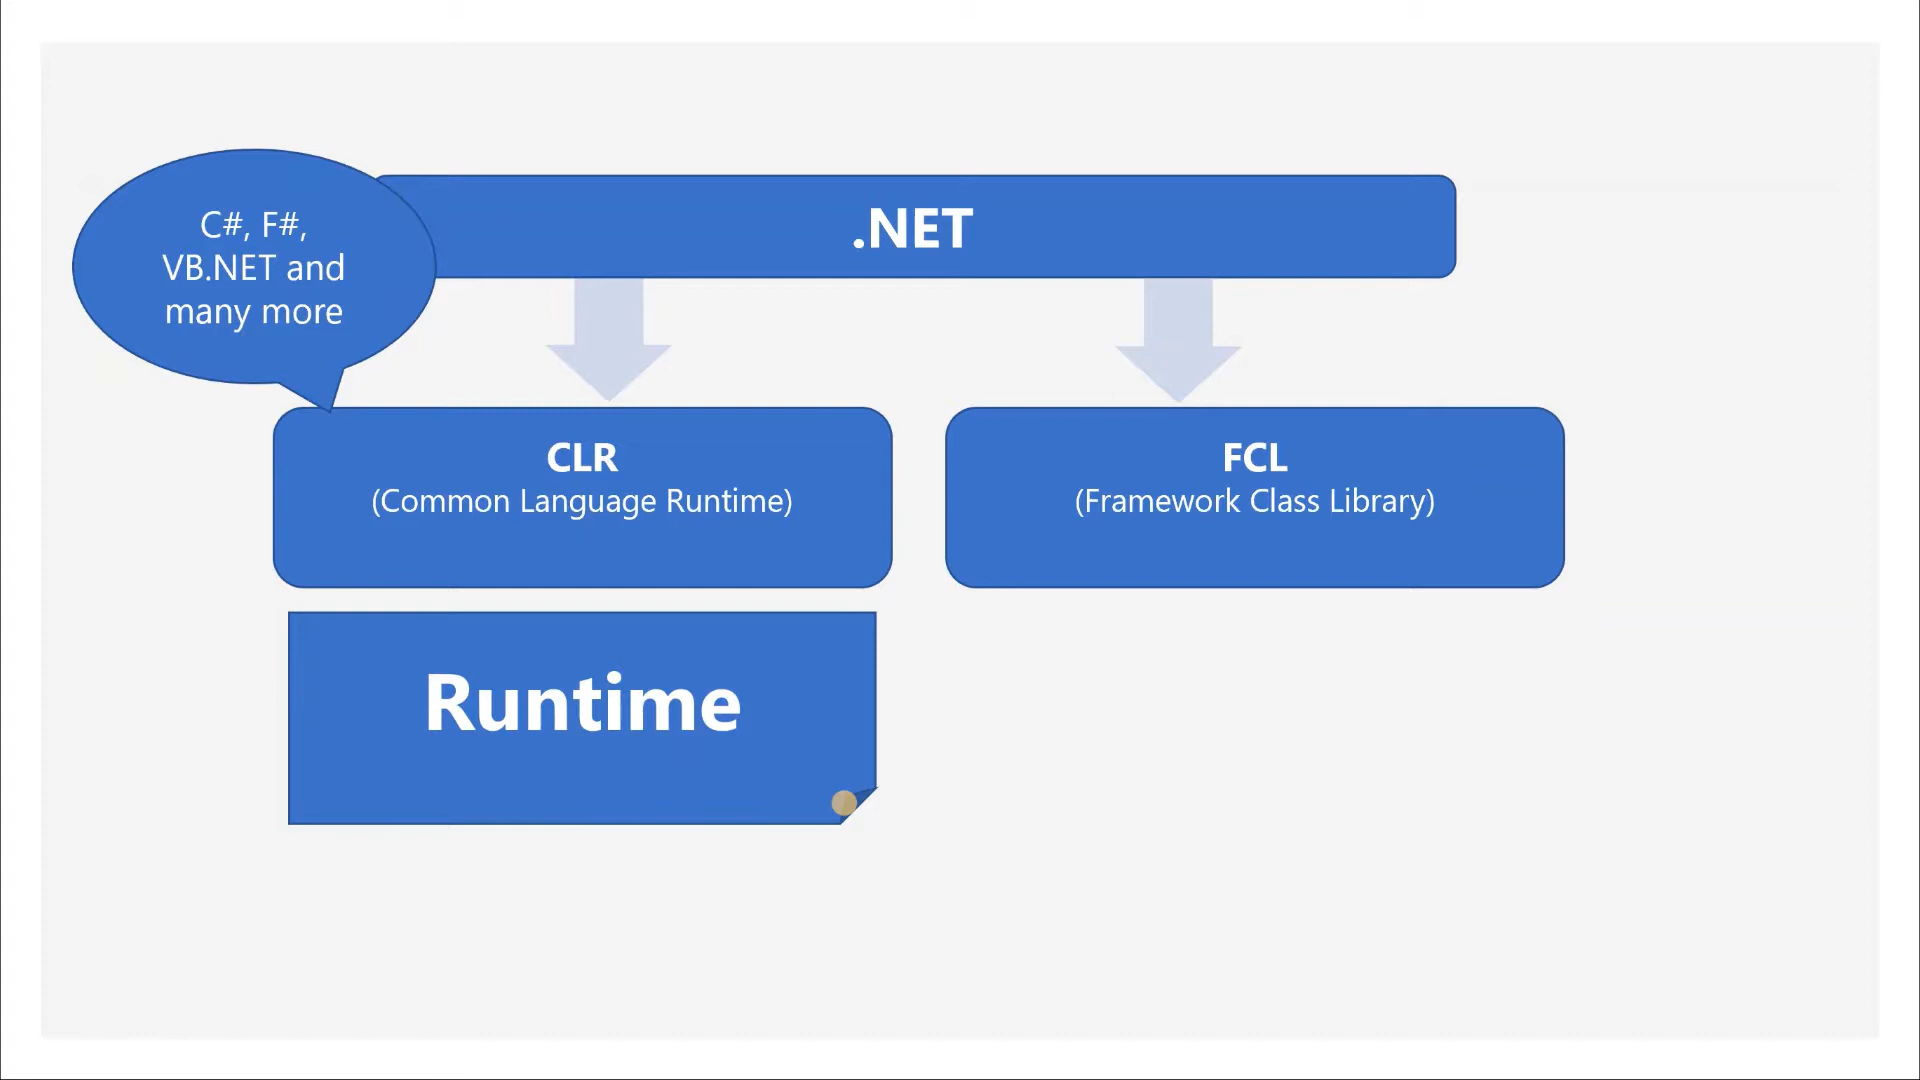 C#, F#,
VB.NET and
many more
.NET
CLR
(Common Language Runtime)
FCL
(Framework Class Library)
Runtime